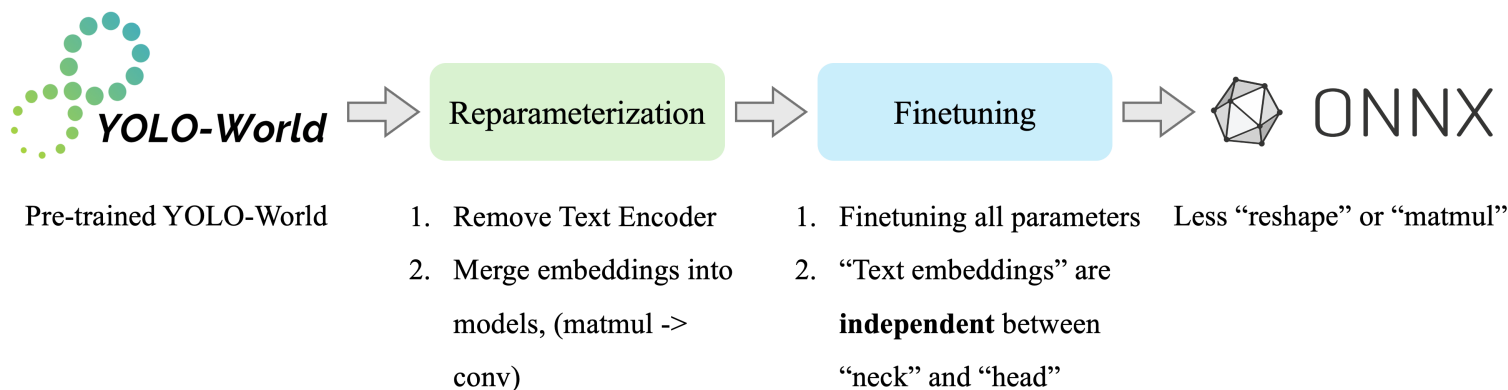 YOLO-World
Reparameterization
Finetuning
ONNX
Pre-trained YOLO-World
1. Remove Text Encoder
2. Merge embeddings into
models, (matmul ->
conv)
1. Finetuning all parameters
2. “Text embeddings” are
independent between
“neck” and “head”
Less “reshape” or “matmul”